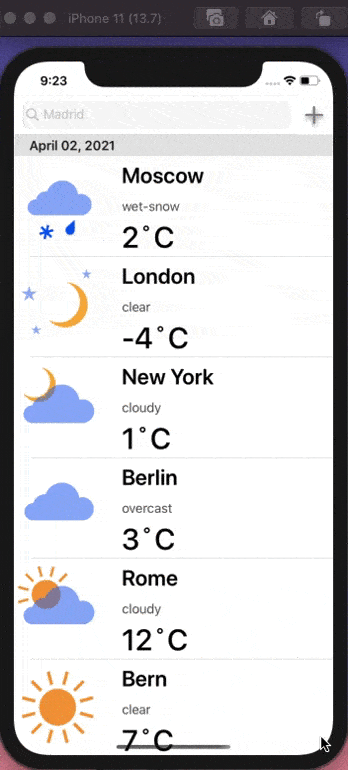 iPhone 11 (13.7)
9:23
Madrid
April 02, 2021
Moscow
wet-snow
2°C
London
clear
-4°C
New York
cloudy
1°C
Berlin
overcast
3°C
Rome
cloudy
12°C
Bern
clear
7°C